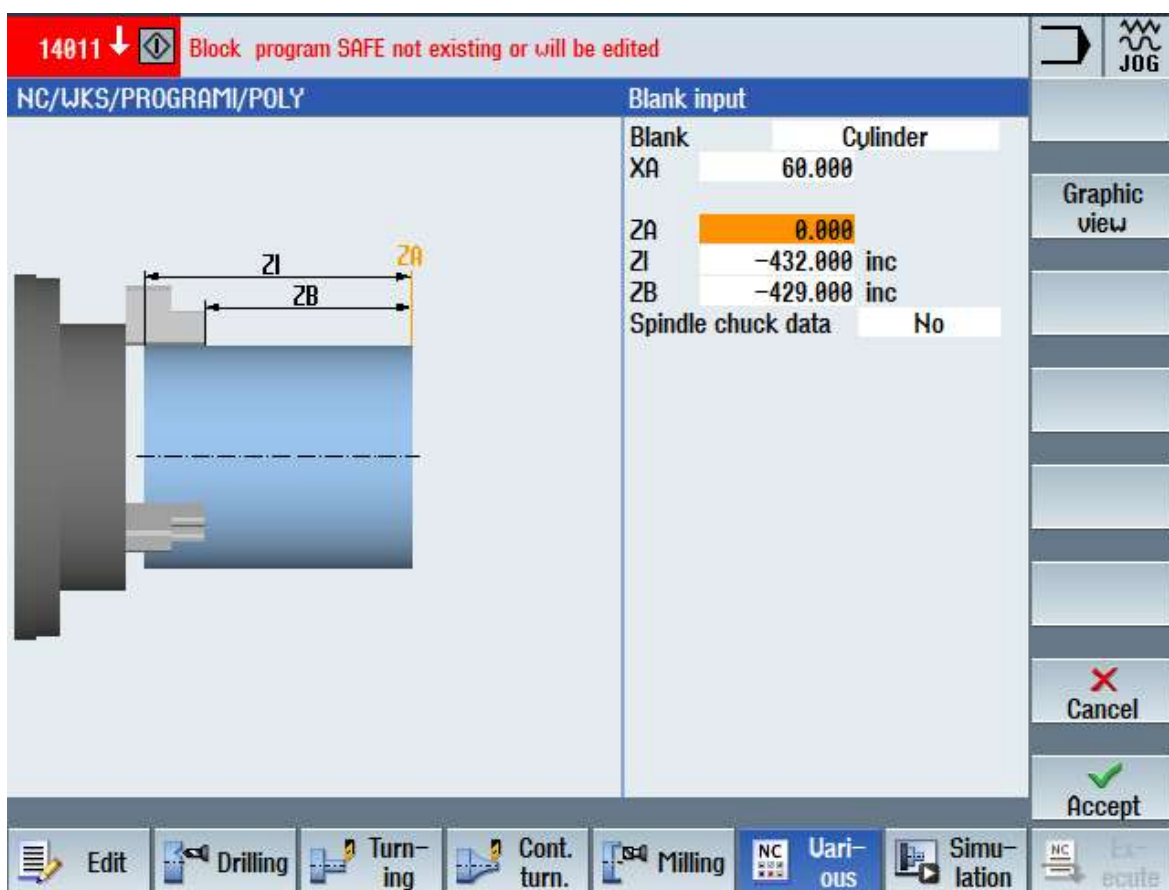 14011 Block program SAFE not existing or will be edited
JOG
NC/WKS/PROGRAMI/POLY
Blank input
Blank Cylinder
XA 60.000
ZA 0.000
ZI -432.000 inc
ZB -429.000 inc
Spindle chuck data No
ZI
ZA
ZB
Graphic
view
Cancel
Accept
Edit
Drilling
Turn-
ing
Cont.
turn.
Milling
NC
Vari-
ous
Simu-
lation
NC
Ex-
ecute